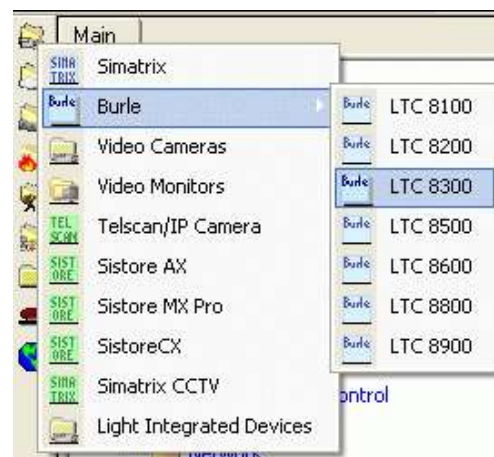 Main
SIMA
TRIX
Simatrix
Burle
Burle
Video Cameras
Video Monitors
TEL
SCAN
Telscan/IP Camera
SIST
ORE
Sistore AX
SIST
ORE
Sistore MX Pro
SIST
ORE
SistoreCX
SIMA
TRIX
Simatrix CCTV
Light Integrated Devices
Burle
LTC 8100
Burle
LTC 8200
Burle
LTC 8300
Burle
LTC 8500
Burle
LTC 8600
Burle
LTC 8800
Burle
LTC 8900
ontrol
Network